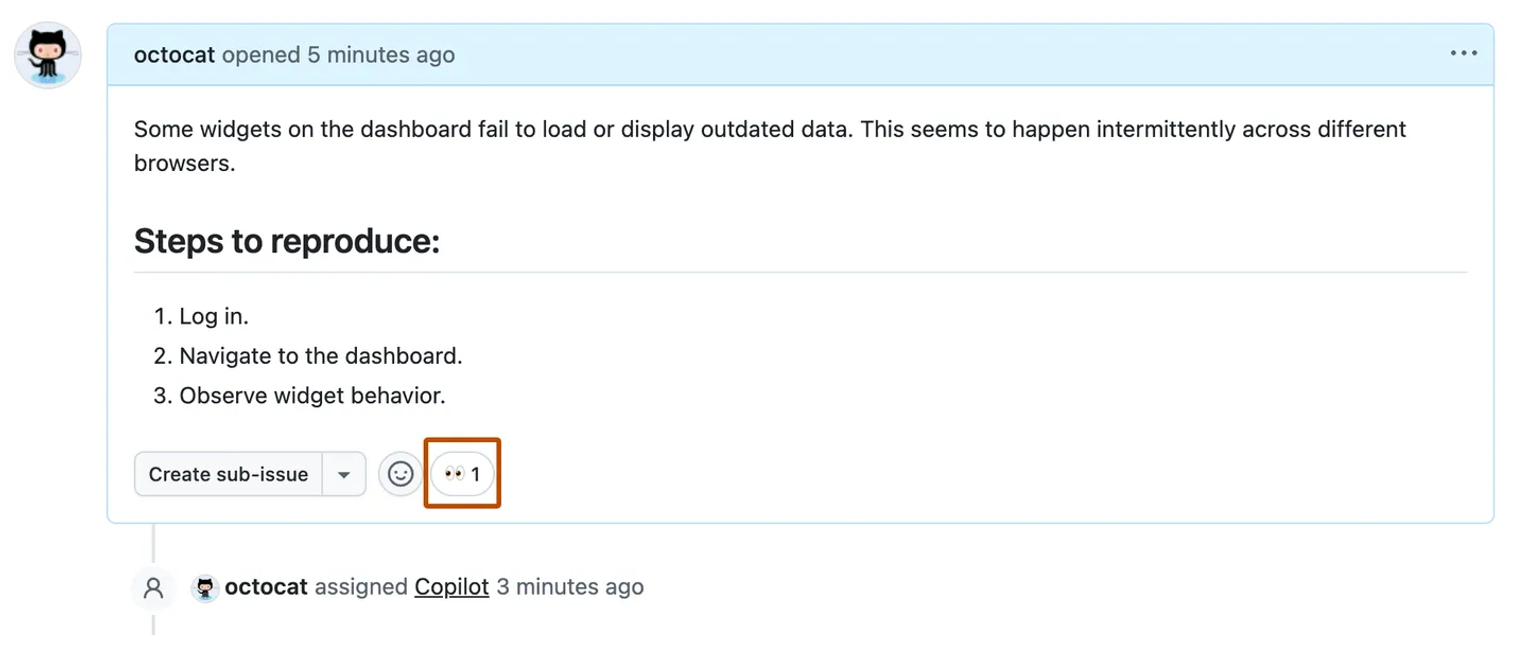 octocat opened 5 minutes ago
Some widgets on the dashboard fail to load or display outdated data. This seems to happen intermittently across different
browsers.
Steps to reproduce:
1. Log in.
2. Navigate to the dashboard.
3. Observe widget behavior.
Create sub-issue 👀 1
octocat assigned Copilot 3 minutes ago